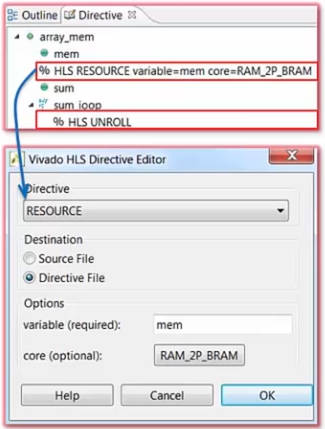 Outline Directive
array_mem
mem
% HLS RESOURCE variable=mem core=RAM_2P_BRAM
sum
sum_loop
% HLS UNROLL
Vivado HLS Directive Editor
Directive
RESOURCE
Destination
Source File
Directive File
Options
variable (required): mem
core (optional): RAM_2P_BRAM
Help Cancel OK